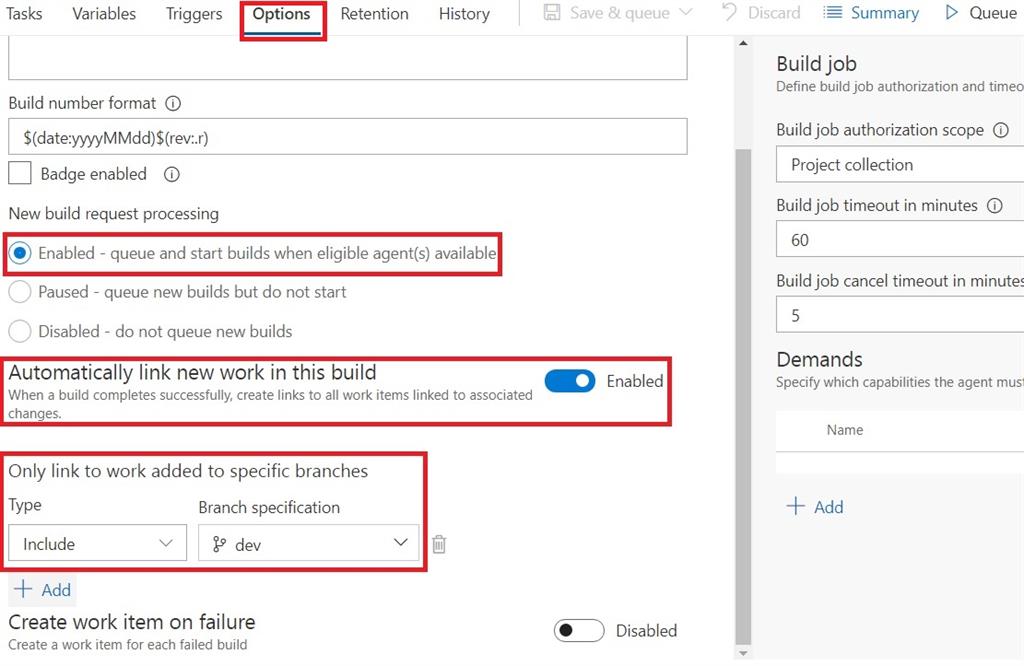 Tasks Variables Triggers Options Retention History Save & queue Discard Summary Queue
Build number format
$(date:yyyyMMdd)$(rev:.r)
Badge enabled
New build request processing
Enabled - queue and start builds when eligible agent(s) available
Paused - queue new builds but do not start
Disabled - do not queue new builds
Automatically link new work in this build
Enabled
When a build completes successfully, create links to all work items linked to associated
changes.
Only link to work added to specific branches
Type Branch specification
Include dev
+ Add
Create work item on failure
Disabled
Create a work item for each failed build
Build job
Define build job authorization and timeo
Build job authorization scope
Project collection
Build job timeout in minutes
60
Build job cancel timeout in minutes
5
Demands
Specify which capabilities the agent must
Name
+ Add